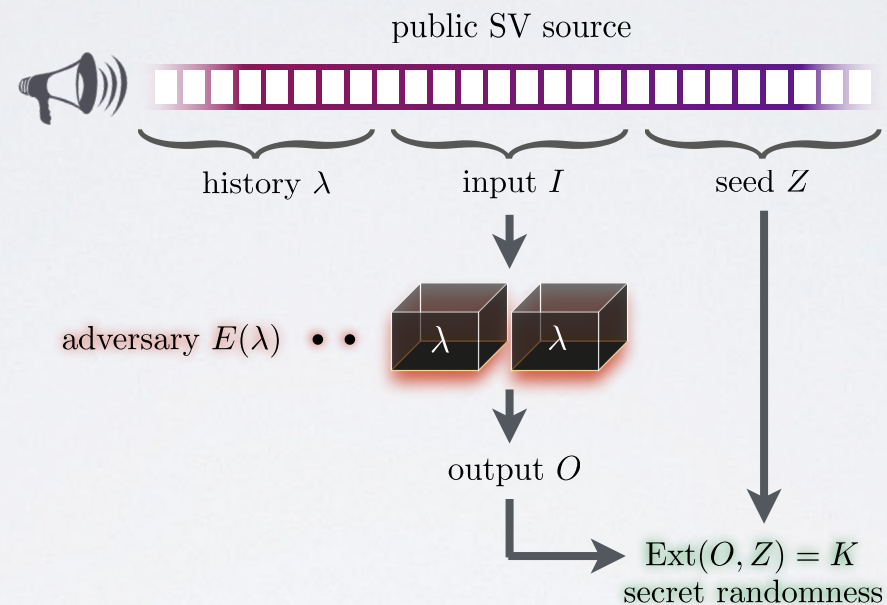 public SV source
history λ
input I
seed Z
adversary E(λ)
λ
λ
output O
Ext(O, Z) = K
secret randomness